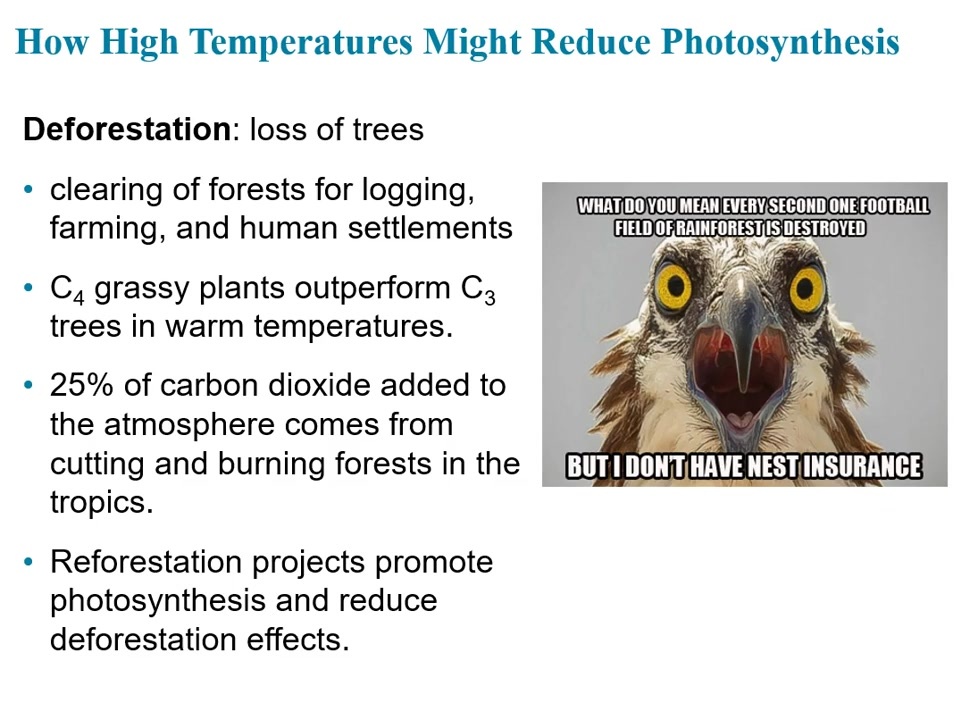 How High Temperatures Might Reduce Photosynthesis
Deforestation: loss of trees
• clearing of forests for logging,
farming, and human settlements
• C₄ grassy plants outperform C₃
trees in warm temperatures.
• 25% of carbon dioxide added to
the atmosphere comes from
cutting and burning forests in the
tropics.
• Reforestation projects promote
photosynthesis and reduce
deforestation effects.
WHAT DO YOU MEAN EVERY SECOND ONE FOOTBALL
FIELD OF RAINFOREST IS DESTROYED
BUT I DON'T HAVE NEST INSURANCE